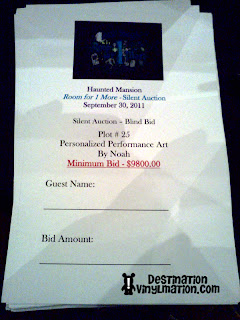 Haunted Mansion
Room for 1 More - Silent Auction
September 30, 2011
Silent Auction – Blind Bid
Plot # 25
Personalized Performance Art
By Noah
Minimum Bid - $9800.00
Guest Name:
Bid Amount:
DESTINATION
VINYLMATION.COM